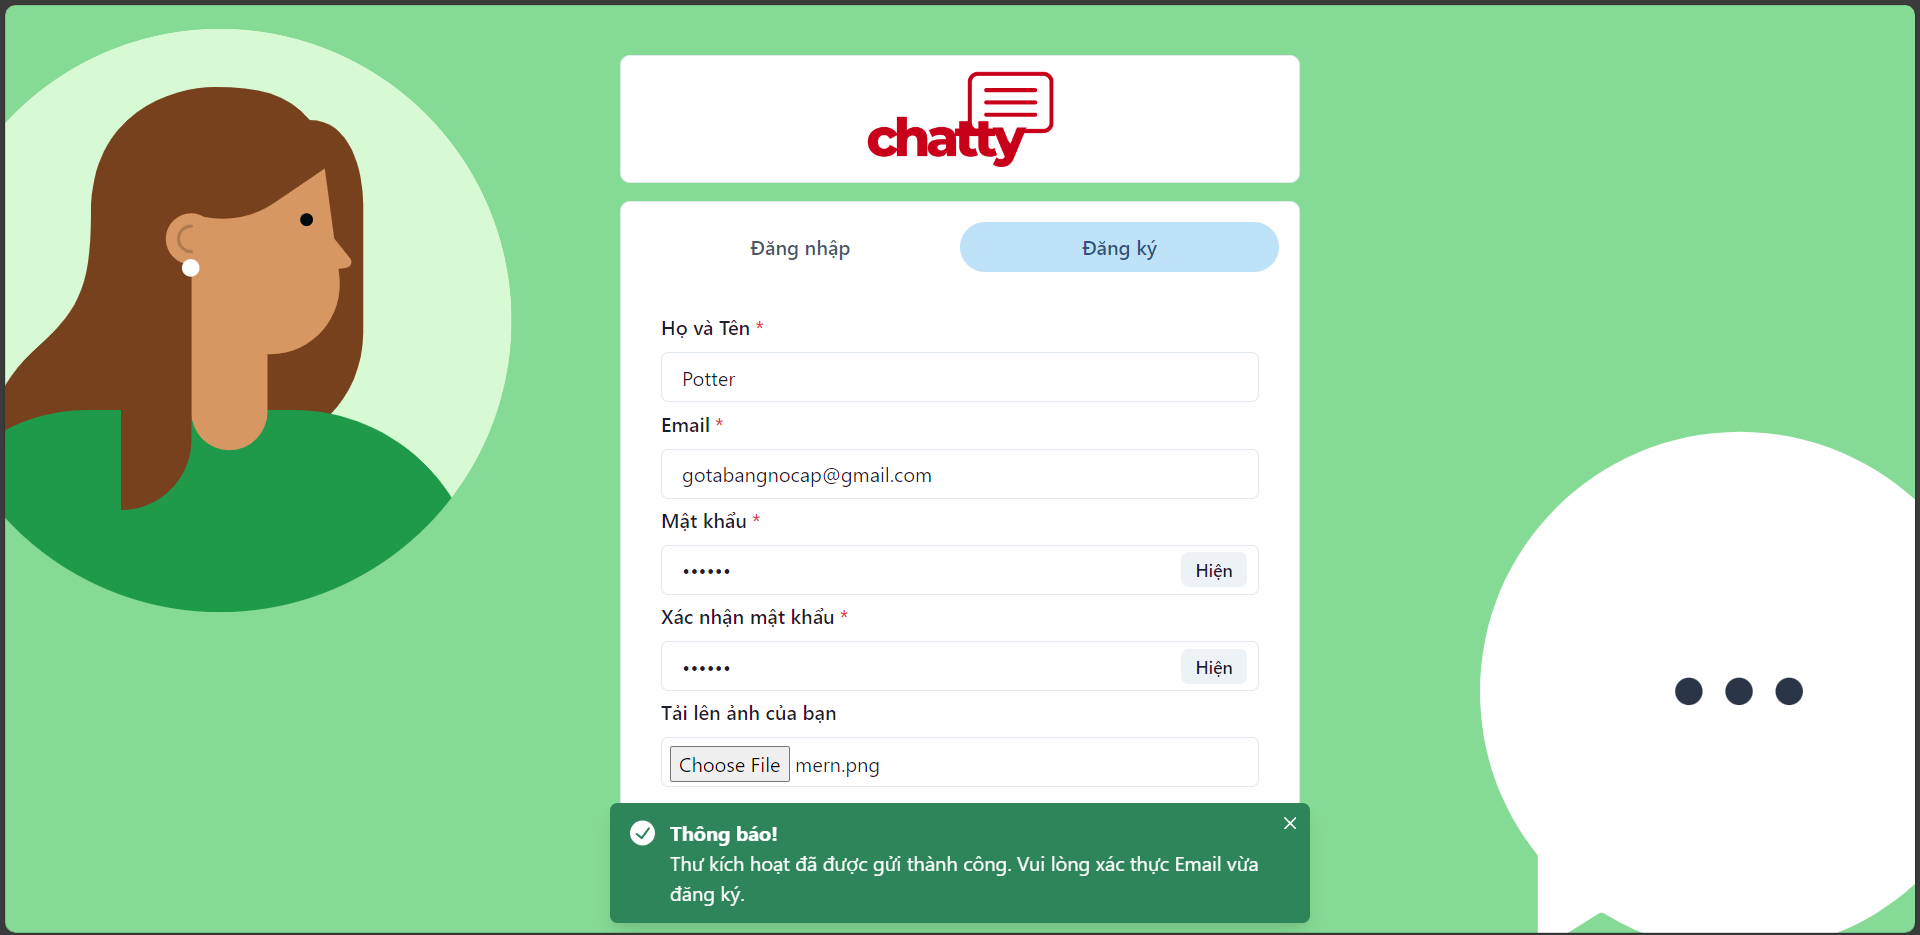 chatty
Đăng nhập
Đăng ký
Họ và Tên *
Potter
Email *
gotabangnocap@gmail.com
Mật khẩu *
••••••
Hiện
Xác nhận mật khẩu *
••••••
Hiện
Tải lên ảnh của bạn
Choose File mern.png
Thông báo!
Thư kích hoạt đã được gửi thành công. Vui lòng xác thực Email vừa
đăng ký.